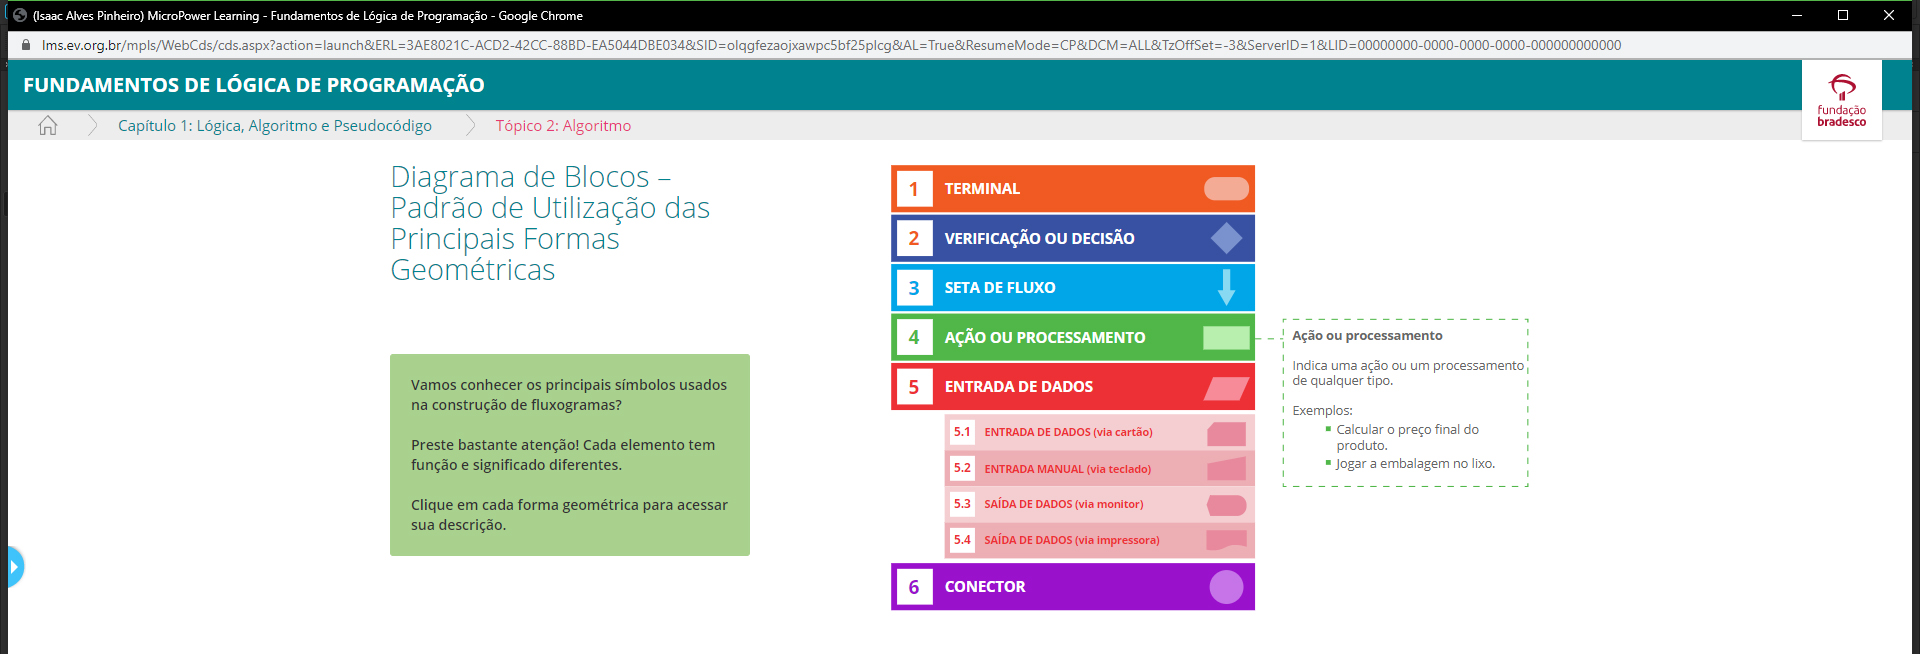 (Isaac Alves Pinheiro) MicroPower Learning - Fundamentos de Lógica de Programação - Google Chrome
lms.ev.org.br/mpls/WebCds/cds.aspx?action=launch&ERL=3AE8021C-ACD2-42CC-88BD-EA5044DBE034&SID=olqgfezaojxawpc5bf25plcg&AL=True&ResumeMode=CP&DCM=ALL&TzOffSet=-3&ServerID=1&LID=00000000-0000-0000-0000-000000000000
FUNDAMENTOS DE LÓGICA DE PROGRAMAÇÃO
fundação
bradesco
Capítulo 1: Lógica, Algoritmo e Pseudocódigo
Tópico 2: Algoritmo
Diagrama de Blocos –
Padrão de Utilização das
Principais Formas
Geométricas
Vamos conhecer os principais símbolos usados
na construção de fluxogramas?
Preste bastante atenção! Cada elemento tem
função e significado diferentes.
Clique em cada forma geométrica para acessar
sua descrição.
1 TERMINAL
2 VERIFICAÇÃO OU DECISÃO
3 SETA DE FLUXO
4 AÇÃO OU PROCESSAMENTO
5 ENTRADA DE DADOS
5.1 ENTRADA DE DADOS (via cartão)
5.2 ENTRADA MANUAL (via teclado)
5.3 SAÍDA DE DADOS (via monitor)
5.4 SAÍDA DE DADOS (via impressora)
6 CONECTOR
Ação ou processamento
Indica uma ação ou um processamento
de qualquer tipo.
Exemplos:
Calcular o preço final do
produto.
Jogar a embalagem no lixo.